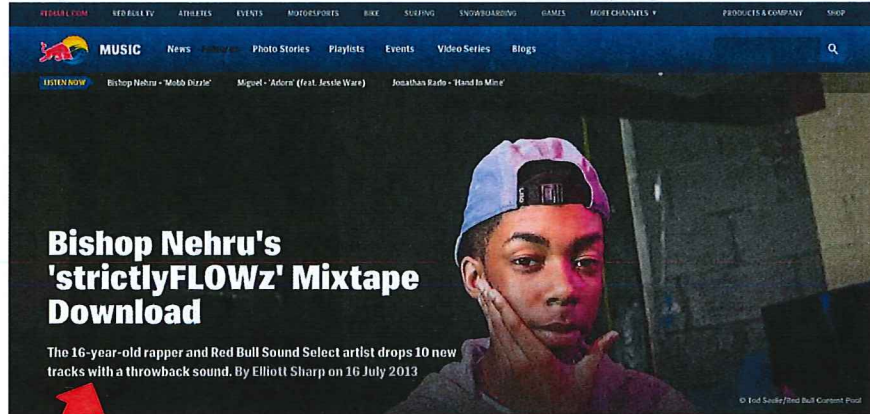 REDBULL.COM RED BULL TV ATHLETES EVENTS MOTORSPORTS BIKE SURFING SNOWBOARDING GAMES MORE CHANNELS ▾ PRODUCTS & COMPANY SHOP
MUSIC News Features Photo Stories Playlists Events Video Series Blogs
LISTEN NOW Bishop Nehru - 'Mobb Dizzle' Miguel - 'Adorn' (feat. Jessie Ware) Jonathan Rado - 'Hand In Mine'
Bishop Nehru's
'strictlyFLOWz' Mixtape
Download
The 16-year-old rapper and Red Bull Sound Select artist drops 10 new
tracks with a throwback sound. By Elliott Sharp on 16 July 2013
© Tod Seelie/Red Bull Content Pool